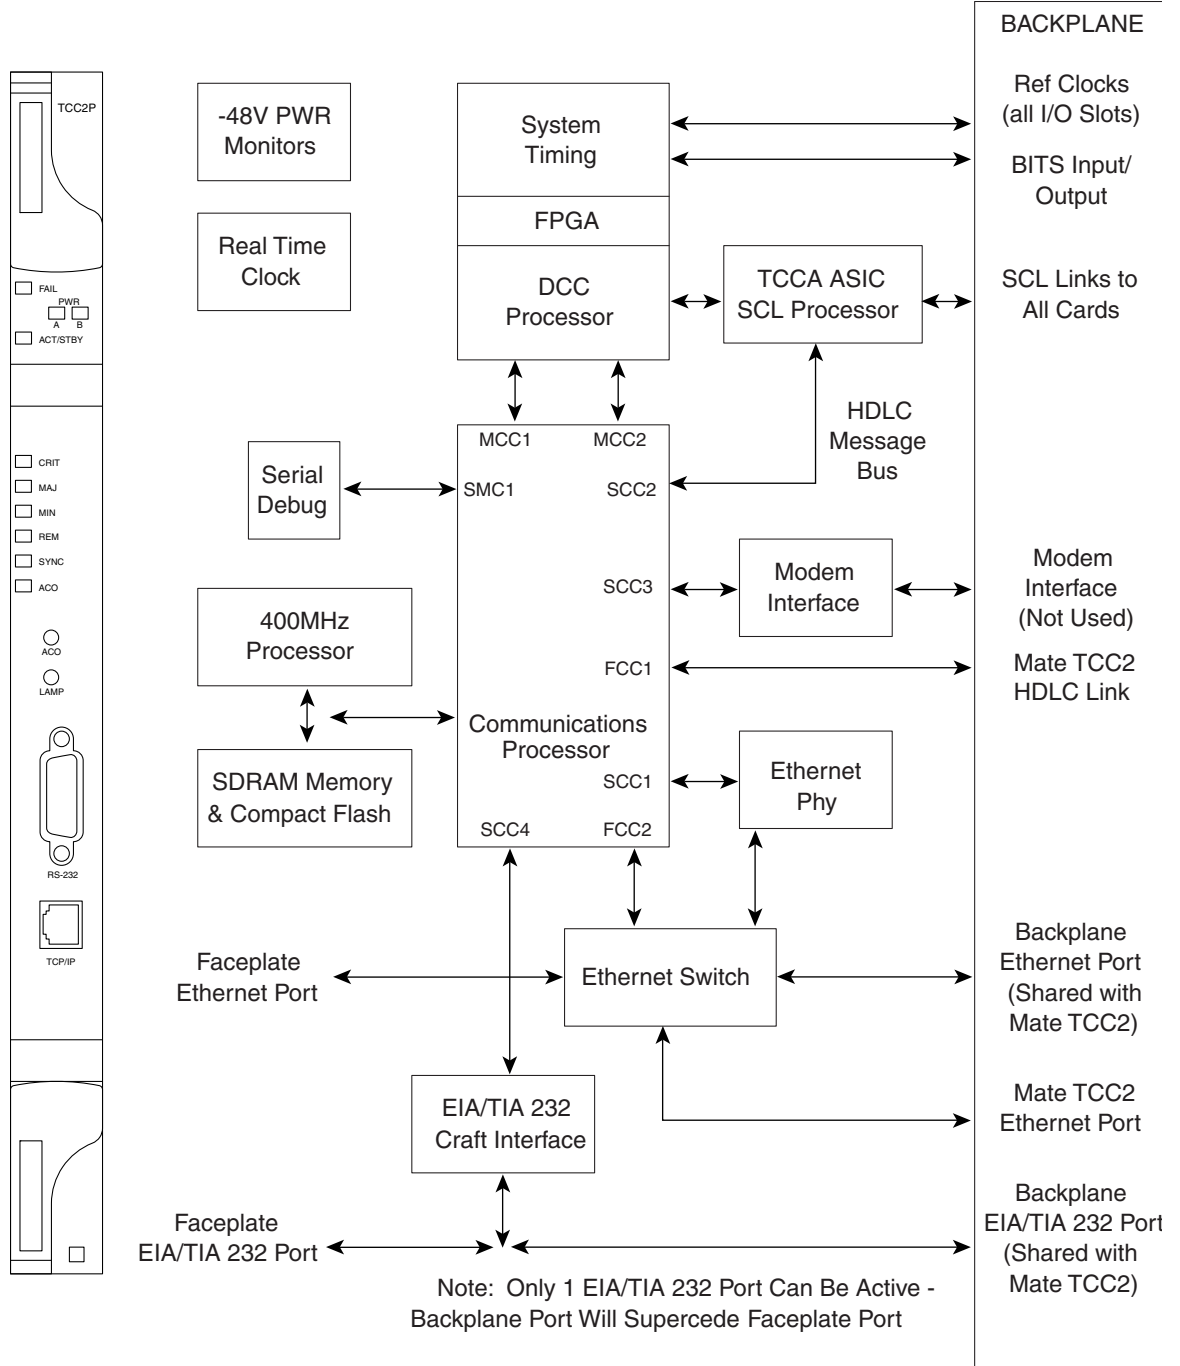 TCC2P
FAIL
PWR
A B
ACT/STBY
CRIT
MAJ
MIN
REM
SYNC
ACO
ACO
LAMP
RS-232
TCP/IP
-48V PWR
Monitors
Real Time
Clock
System
Timing
FPGA
DCC
Processor
TCCA ASIC
SCL Processor
HDLC
Message
Bus
MCC1
MCC2
SMC1
SCC2
Serial
Debug
SCC3
Modem
Interface
400MHz
Processor
FCC1
Communications
Processor
SDRAM Memory
& Compact Flash
SCC1
Ethernet
Phy
SCC4
FCC2
Faceplate
Ethernet Port
Ethernet Switch
EIA/TIA 232
Craft Interface
Faceplate
EIA/TIA 232 Port
Note: Only 1 EIA/TIA 232 Port Can Be Active -
Backplane Port Will Supercede Faceplate Port
BACKPLANE
Ref Clocks
(all I/O Slots)
BITS Input/
Output
SCL Links to
All Cards
Modem
Interface
(Not Used)
Mate TCC2
HDLC Link
Backplane
Ethernet Port
(Shared with
Mate TCC2)
Mate TCC2
Ethernet Port
Backplane
EIA/TIA 232 Port
(Shared with
Mate TCC2)